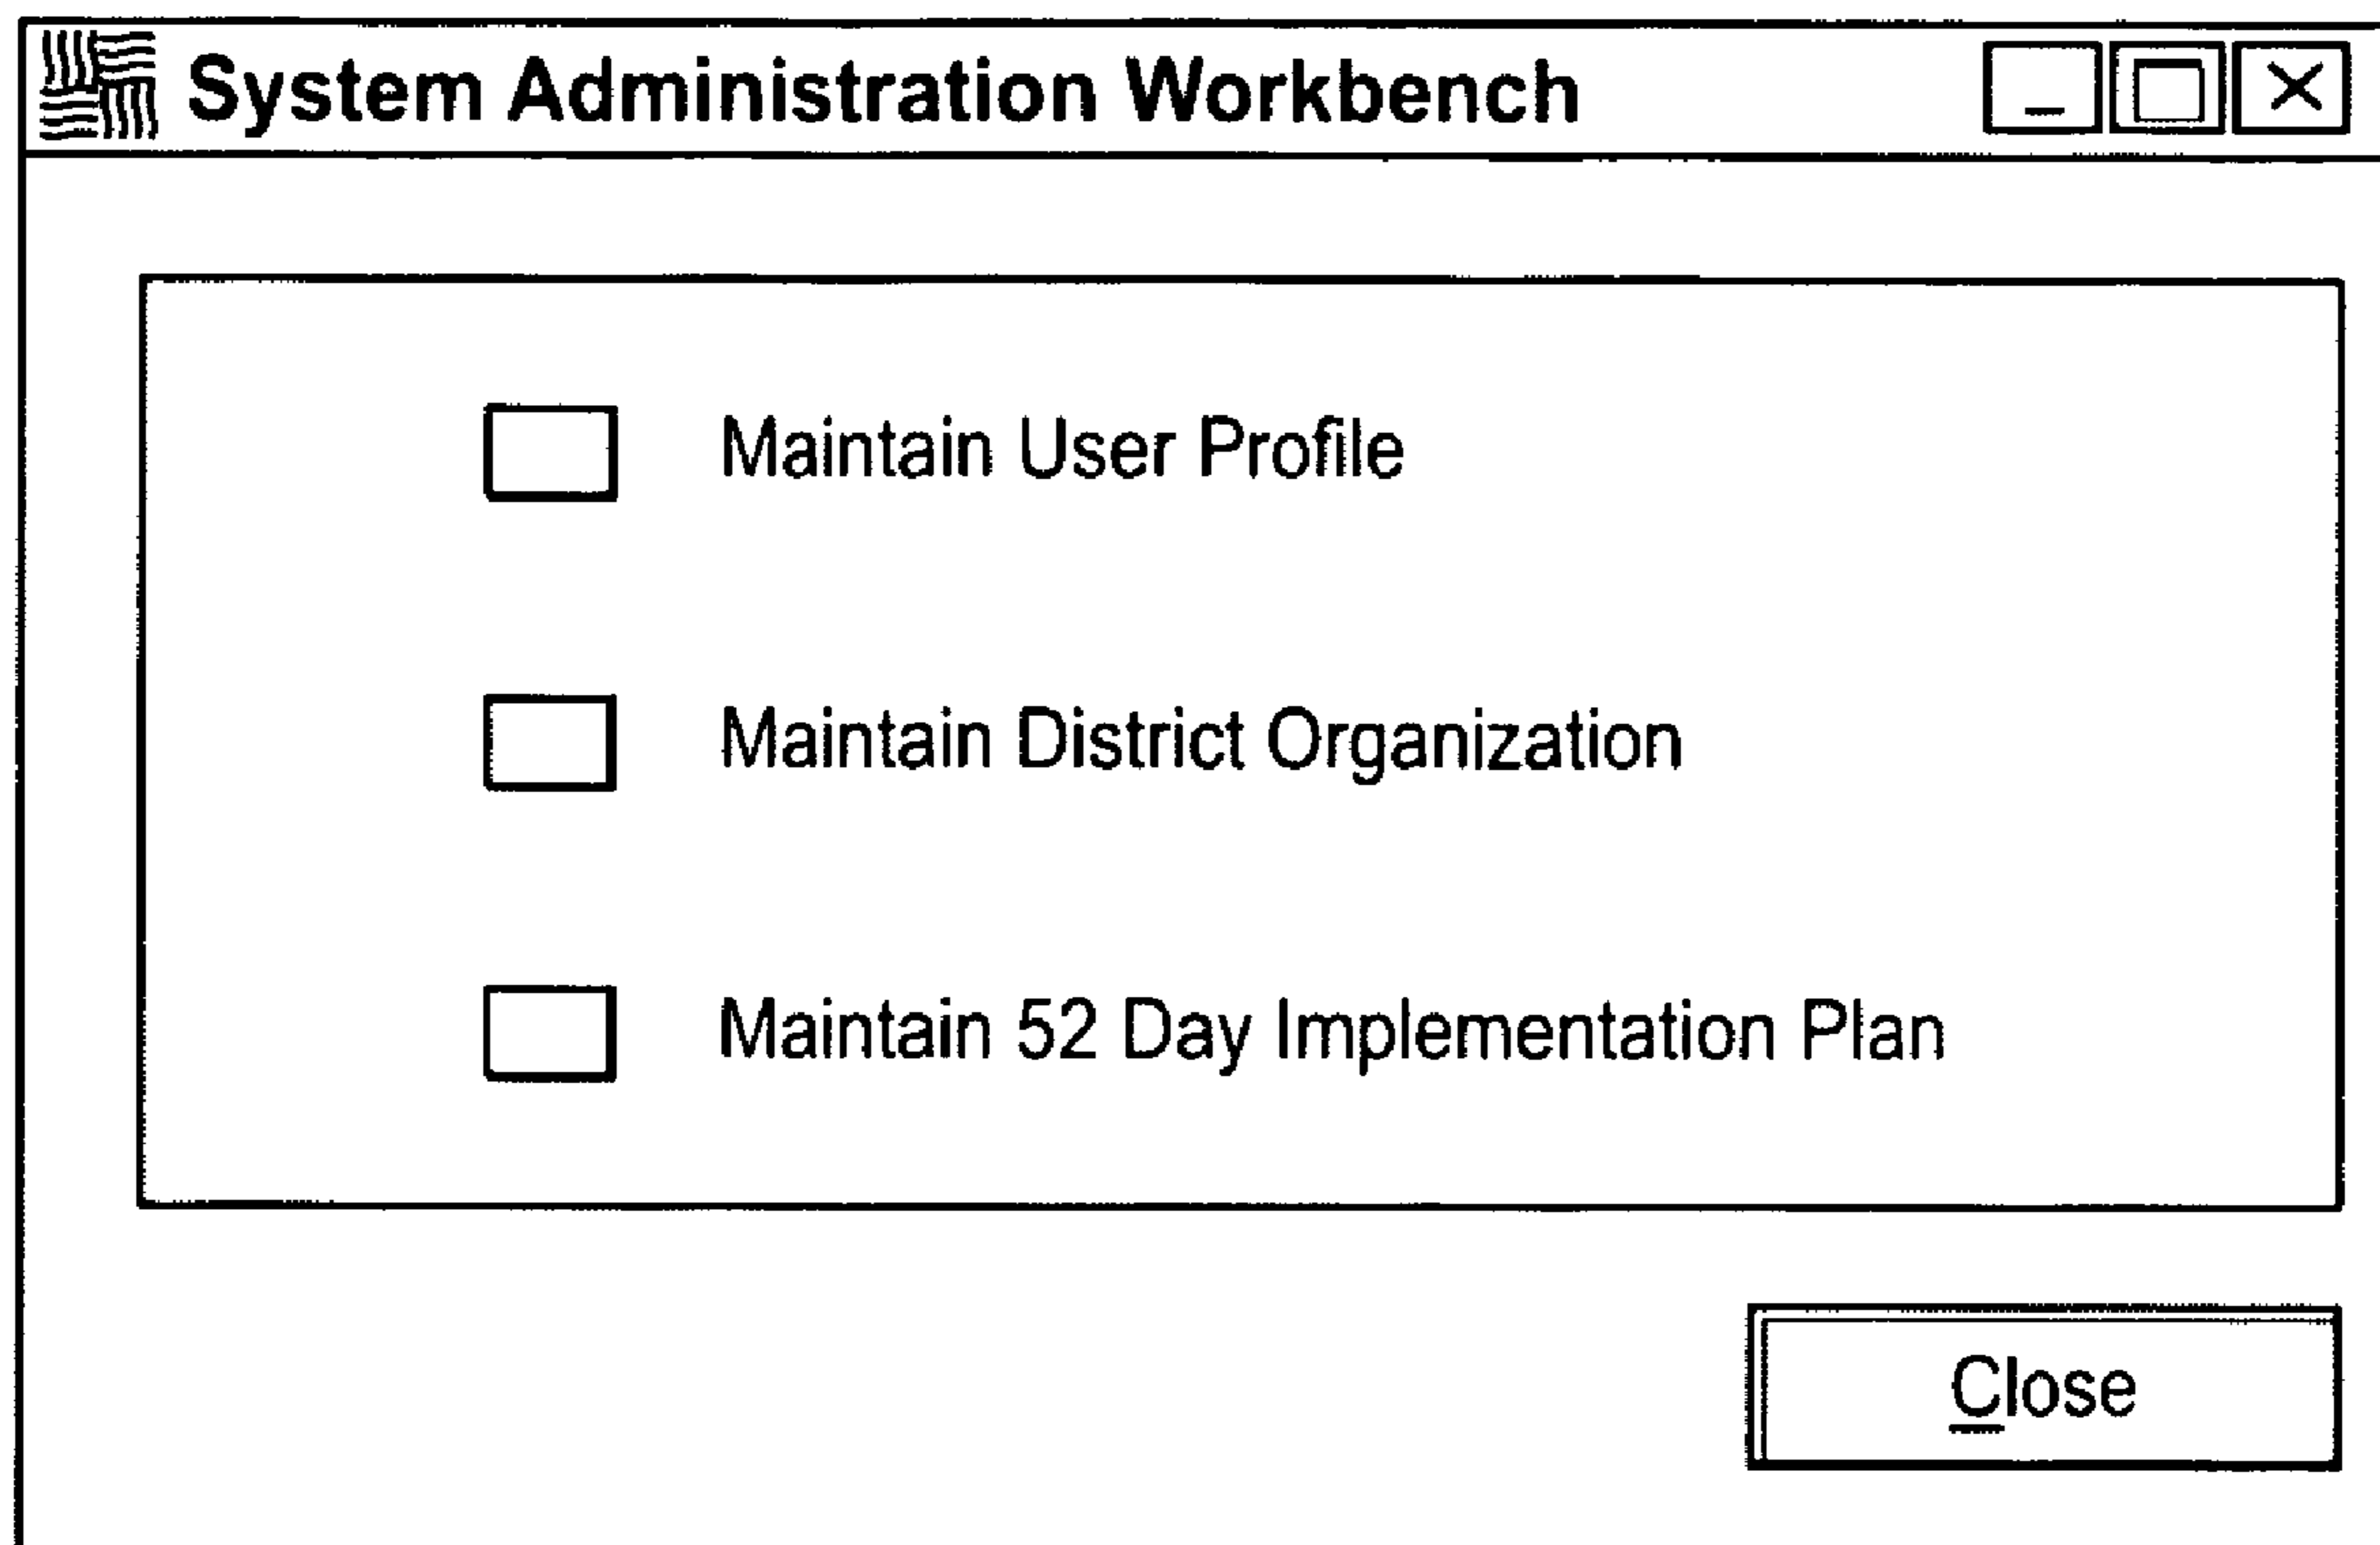 System Administration Workbench
Maintain User Profile
Maintain District Organization
Maintain 52 Day Implementation Plan
Close